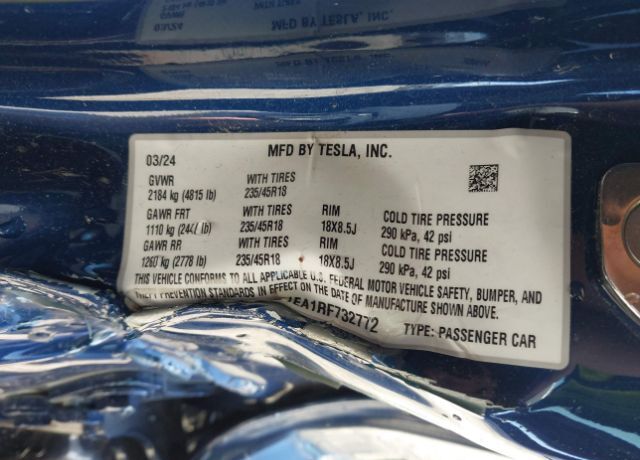 MFD BY TESLA, INC.
03/24
GVWR WITH TIRES
2184 kg (4815 lb) 235/45R18
GAWR FRT WITH TIRES RIM COLD TIRE PRESSURE
1110 kg lb) 235/45R18 18X8.5J 290 kPa, 42 psi
GAWR RR WITH TIRES RIM COLD TIRE PRESSURE
1260 kg (2778 lb) 235/45R18 18X8.5J 290 kPa, 42 psi
THIS VEHICLE CONFORMS TO ALL APPLICABLE U.S. FEDERAL MOTOR VEHICLE SAFETY, BUMPER, AND
THEFT PREVENTION STANDARDS IN EFFECT ON THE DATE OF MANUFACTURE SHOWN ABOVE.
EA1RF732772 TYPE: PASSENGER CAR